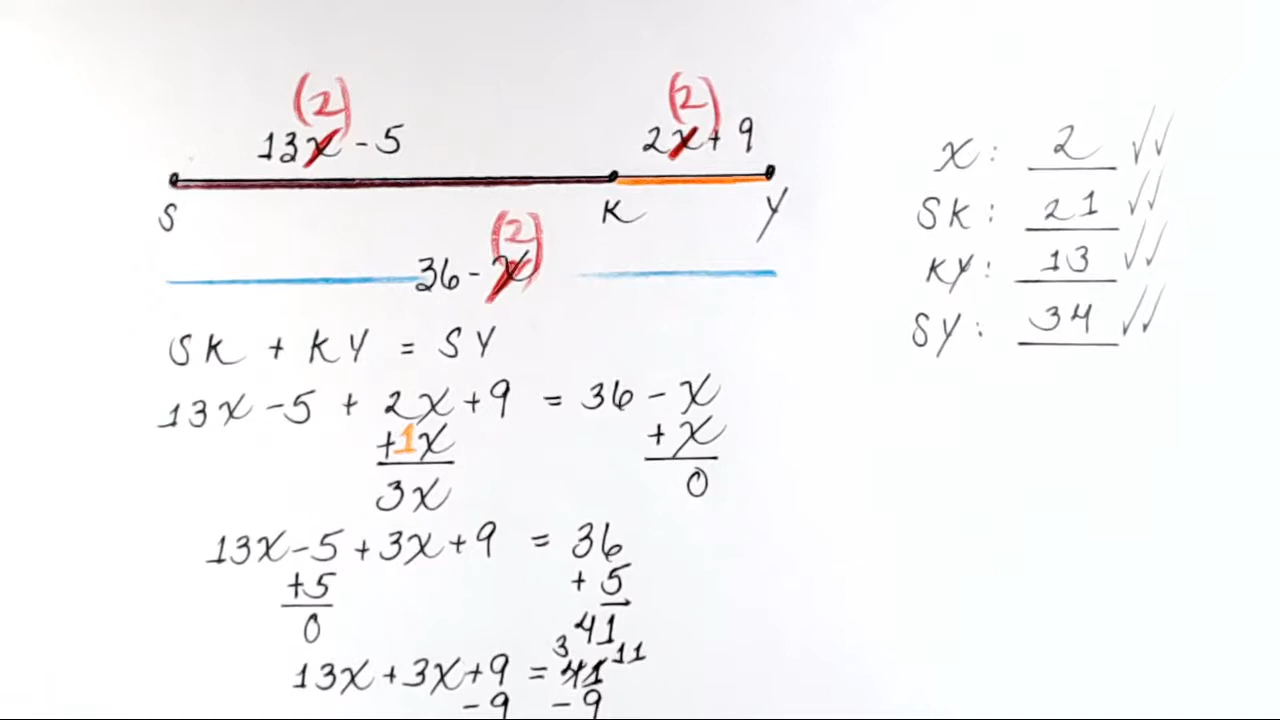 (2) (2)
13x - 5 2x + 9
S K Y
(2)
36 - x
SK + KY = SY
13x - 5 + 2x + 9 = 36 - x
+1x + x
3x 0
13x - 5 + 3x + 9 = 36
+5 + 5
0 41
3 11
13x + 3x + 9 = 41
-9 - 9
x: 2 ✓✓
SK: 21 ✓✓
KY: 13 ✓✓
SY: 34 ✓✓